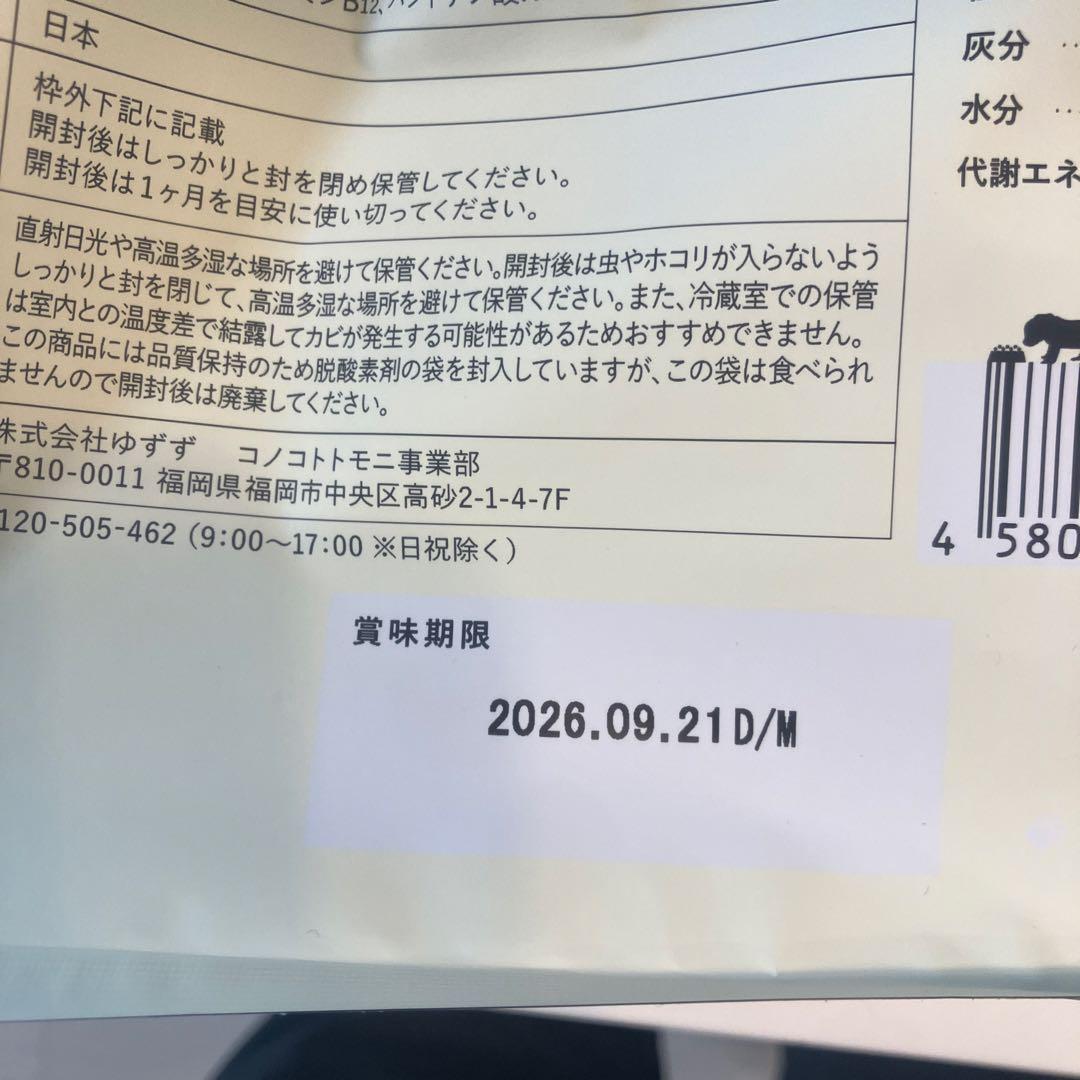 B12、
日本
枠外下記に記載
開封後はしっかりと封を閉め保管してください。
開封後は1ヶ月を目安に使い切ってください。
直射日光や高温多湿な場所を避けて保管ください。開封後は虫やホコリが入らないよう
しっかりと封を閉じて、高温多湿な場所を避けて保管ください。また、冷蔵室での保管
は室内との温度差で結露してカビが発生する可能性があるためおすすめできません。
この商品には品質保持のため脱酸素剤の袋を封入していますが、この袋は食べられ
ませんので開封後は廃棄してください。
株式会社ゆずず コノコトトモニ事業部
〒810-0011 福岡県福岡市中央区高砂2-1-4-7F
120-505-462（9:00〜17:00 ※日祝除く）
灰分 ‥
水分 ‥
代謝エネ
4 580
賞味期限
2026.09.21D/M